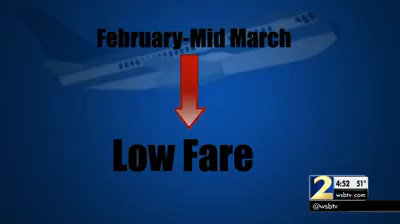 February-Mid March
Low Fare
2 4:52 51°
wsbtv.com
@wsbtv